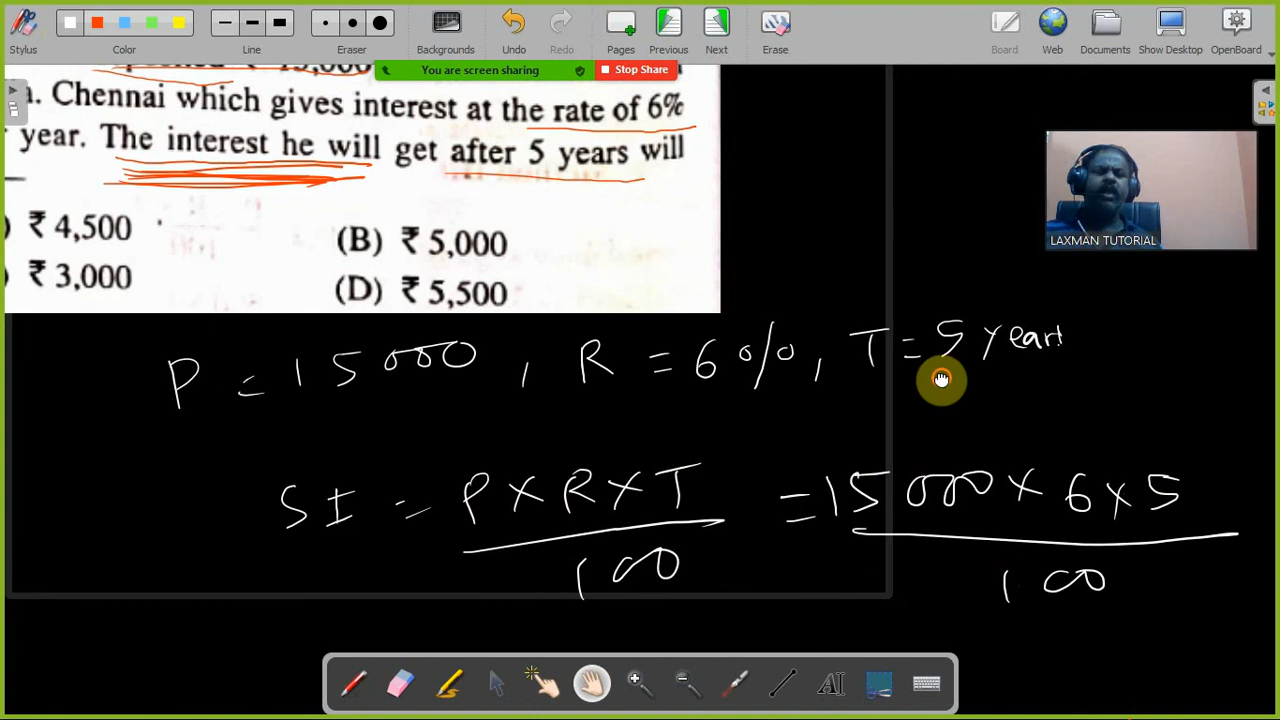 Stylus
Color
Line
Eraser
Backgrounds
Undo
Redo
Pages
Previous
Next
Erase
Board
Web
Documents
Show Desktop
OpenBoard
You are screen sharing
Stop Share
₹ 15,000
Chennai which gives interest at the rate of 6%
year. The interest he will get after 5 years will
₹ 4,500
(B) ₹ 5,000
₹ 3,000
(D) ₹ 5,500
LAXMAN TUTORIAL
P = 15000, R = 6%, T = 5 years
SI = P×R×T = 15000 × 6 × 5
100 100